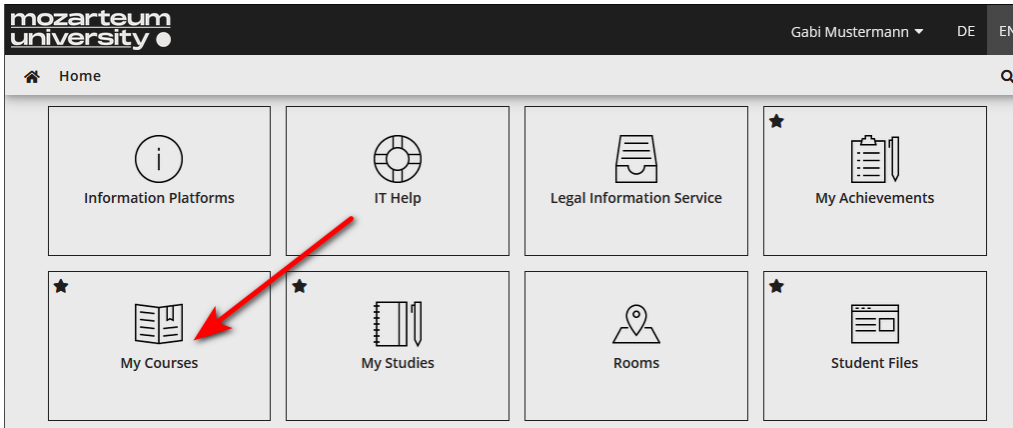 mozarteum
university
Gabi Mustermann DE EN
Home
Information Platforms
IT Help
Legal Information Service
My Achievements
My Courses
My Studies
Rooms
Student Files